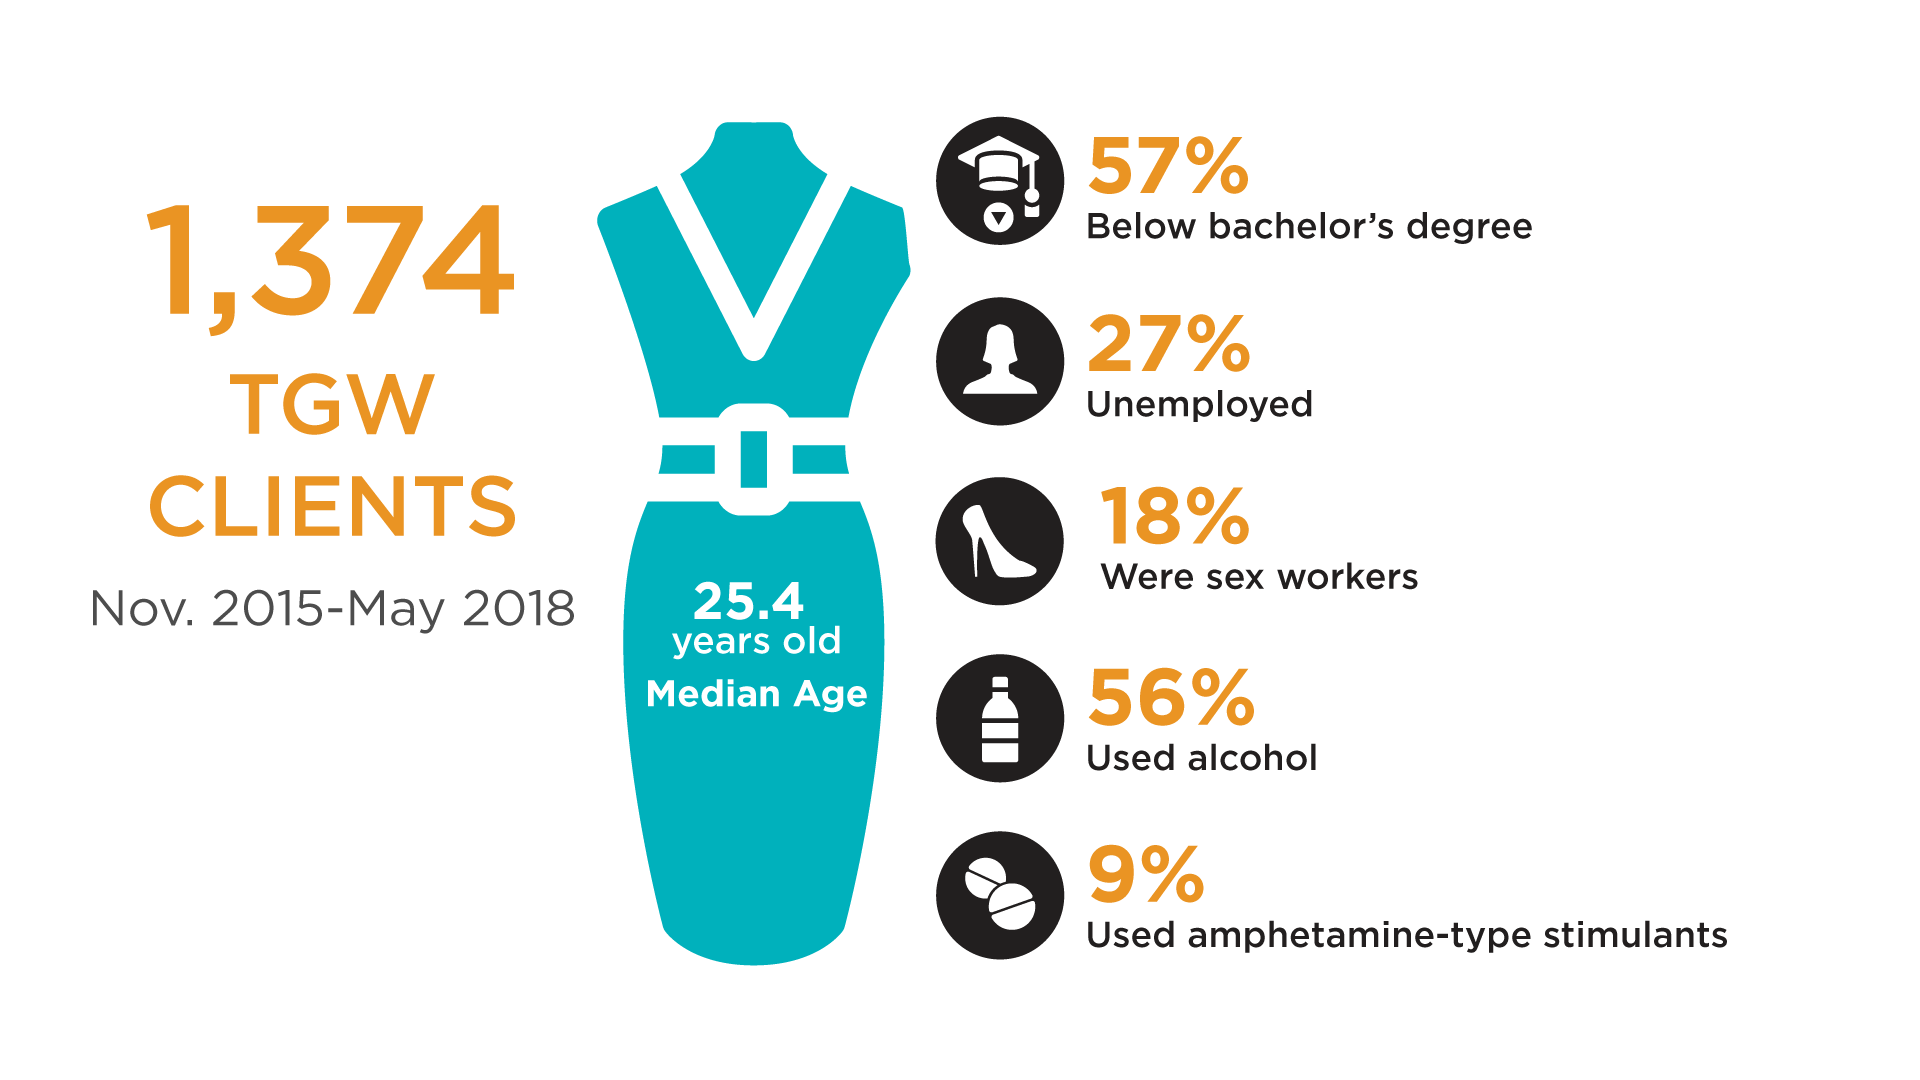 1,374
TGW
CLIENTS
Nov. 2015-May 2018
25.4
years old
Median Age
57%
Below bachelor’s degree
27%
Unemployed
18%
Were sex workers
56%
Used alcohol
9%
Used amphetamine-type stimulants